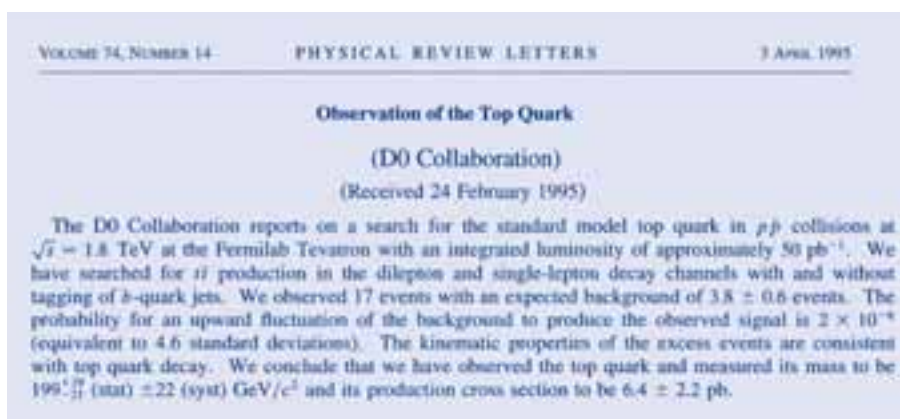 VOLUME 74, NUMBER 14 PHYSICAL REVIEW LETTERS 3 APRIL 1995
Observation of the Top Quark
(D0 Collaboration)
(Received 24 February 1995)
The D0 Collaboration reports on a search for the standard model top quark in pp̄ collisions at
√s = 1.8 TeV at the Fermilab Tevatron with an integrated luminosity of approximately 50 pb⁻¹. We
have searched for tt̄ production in the dilepton and single-lepton decay channels with and without
tagging of b-quark jets. We observed 17 events with an expected background of 3.8 ± 0.6 events. The
probability for an upward fluctuation of the background to produce the observed signal is 2 × 10⁻⁶
(equivalent to 4.6 standard deviations). The kinematic properties of the excess events are consistent
with top quark decay. We conclude that we have observed the top quark and measured its mass to be
199 (stat) ±22 (syst) GeV/c² and its production cross section to be 6.4 ± 2.2 pb.